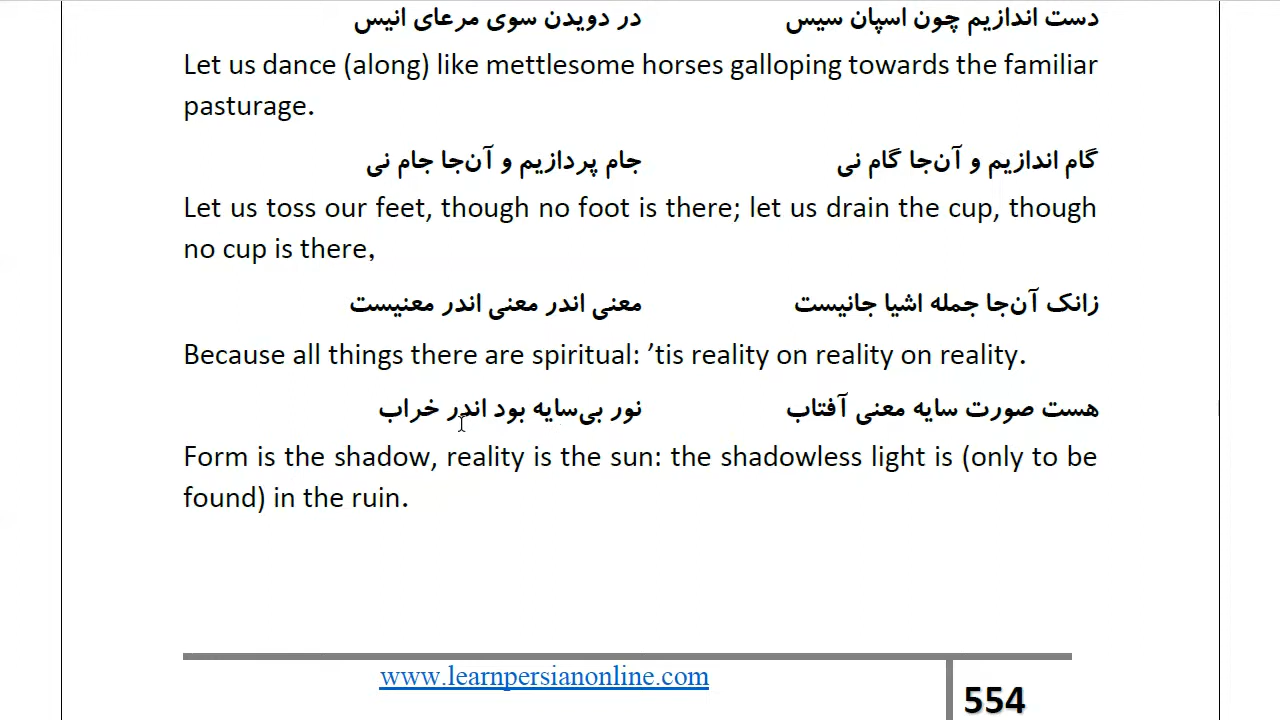 دست اندازیم چون اسپان سیس در دویدن سوی مرعای انیس
Let us dance (along) like mettlesome horses galloping towards the familiar
pasturage.
گام اندازیم و آن‌جا گام نی جام پردازیم و آن‌جا جام نی
Let us toss our feet, though no foot is there; let us drain the cup, though
no cup is there,
زانک آن‌جا جمله اشیا جانیست معنی اندر معنی اندر معنیست
Because all things there are spiritual: ’tis reality on reality on reality.
هست صورت سایه معنی آفتاب نور بی‌سایه بود اندر خراب
Form is the shadow, reality is the sun: the shadowless light is (only to be
found) in the ruin.
www.learnpersianonline.com
554